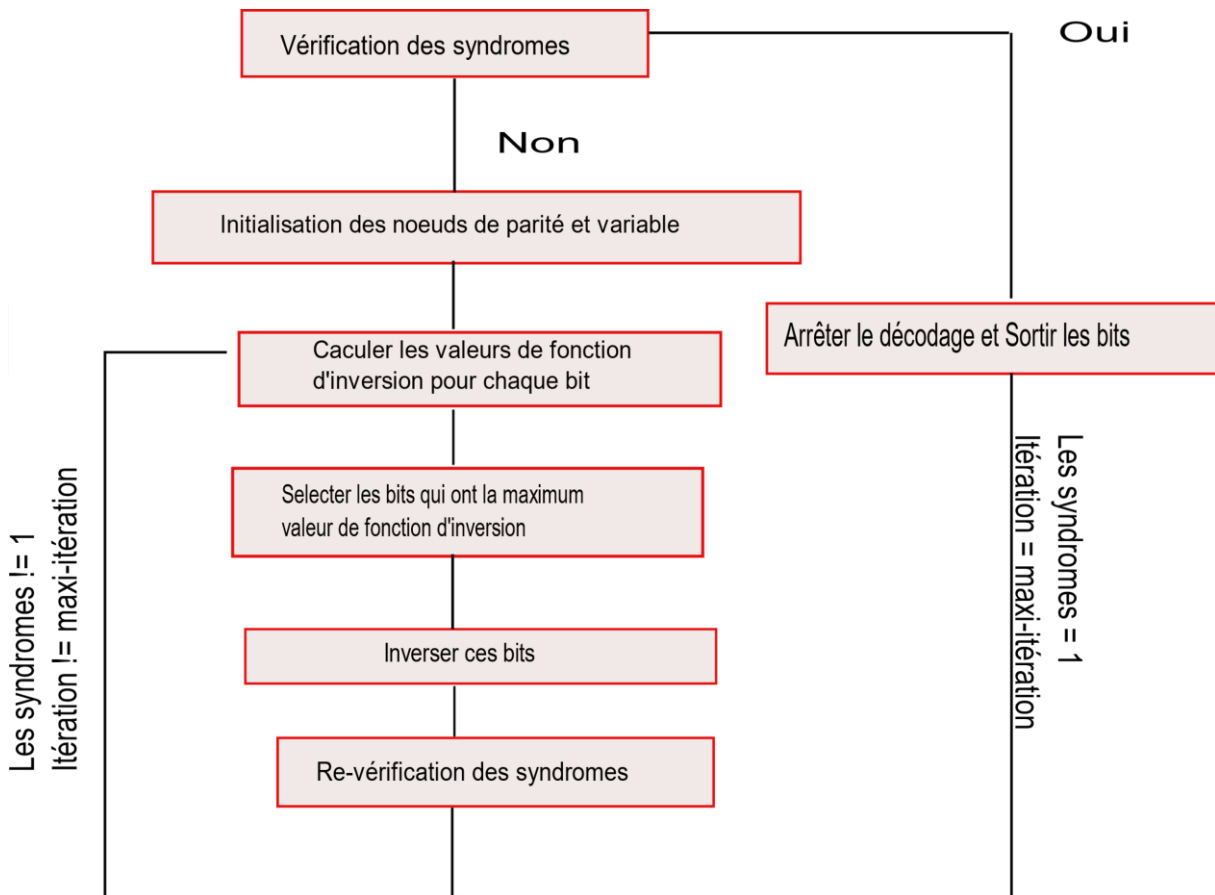 Vérification des syndromes
Oui
Non
Initialisation des noeuds de parité et variable
Arrêter le décodage et Sortir les bits
Caculer les valeurs de fonction
d'inversion pour chaque bit
Selecter les bits qui ont la maximum
valeur de fonction d'inversion
Inverser ces bits
Re-vérification des syndromes
Les syndromes != 1
Itération != maxi-itération
Les syndromes = 1
Itération = maxi-itération